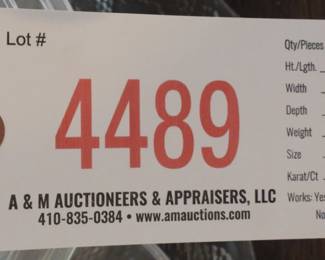 Lot #
4489
A & M AUCTIONEERS & APPRAISERS, LLC
410-835-0384 • www.amauctions.com
Qty/Pieces
Ht./Lgth.
Width
Depth
Weight
Size
Karat/Ct
Works: Yes
No